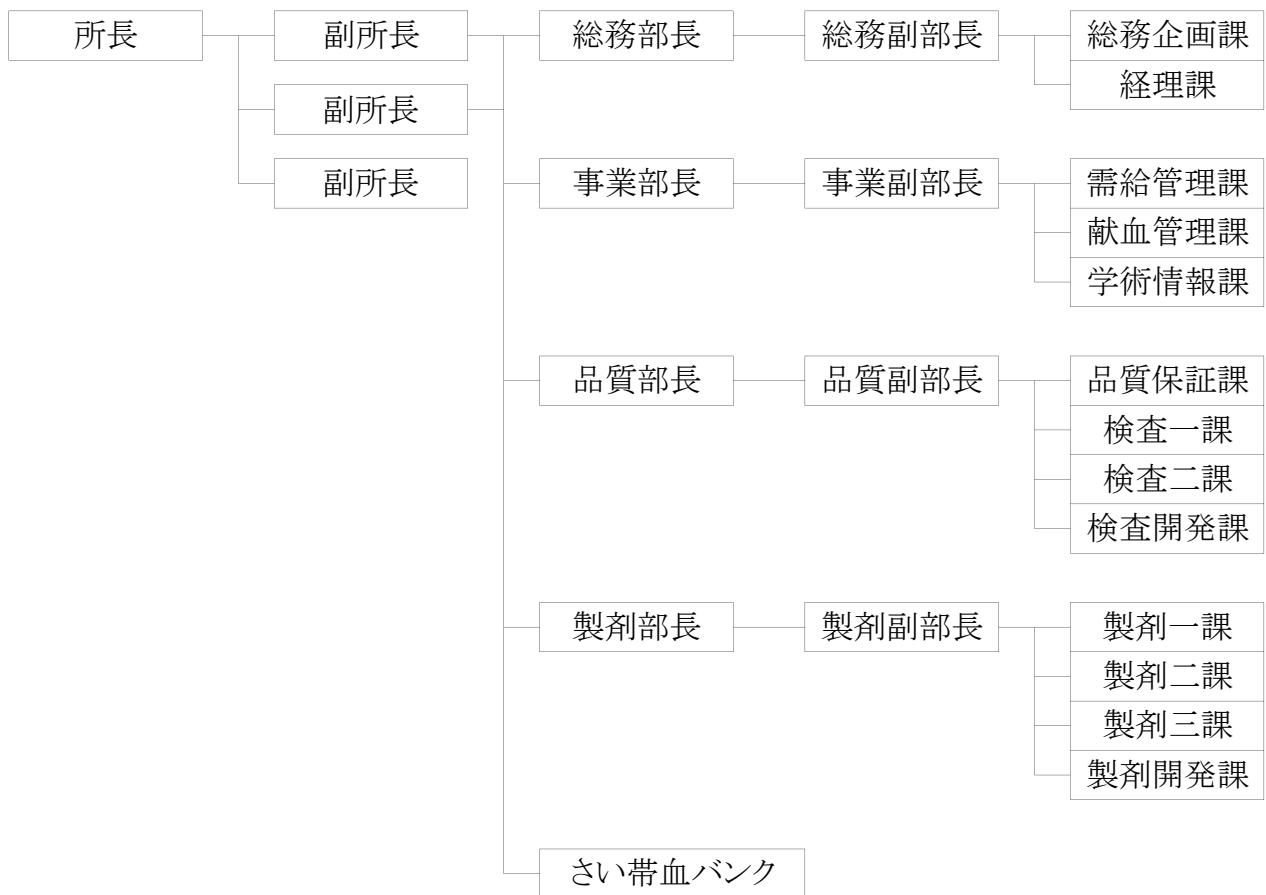 所長 副所長 総務部長 総務副部長 総務企画課
経理課
副所長
副所長 事業部長 事業副部長 需給管理課
献血管理課
学術情報課
品質部長 品質副部長 品質保証課
検査一課
検査二課
検査開発課
製剤部長 製剤副部長 製剤一課
製剤二課
製剤三課
製剤開発課
さい帯血バンク